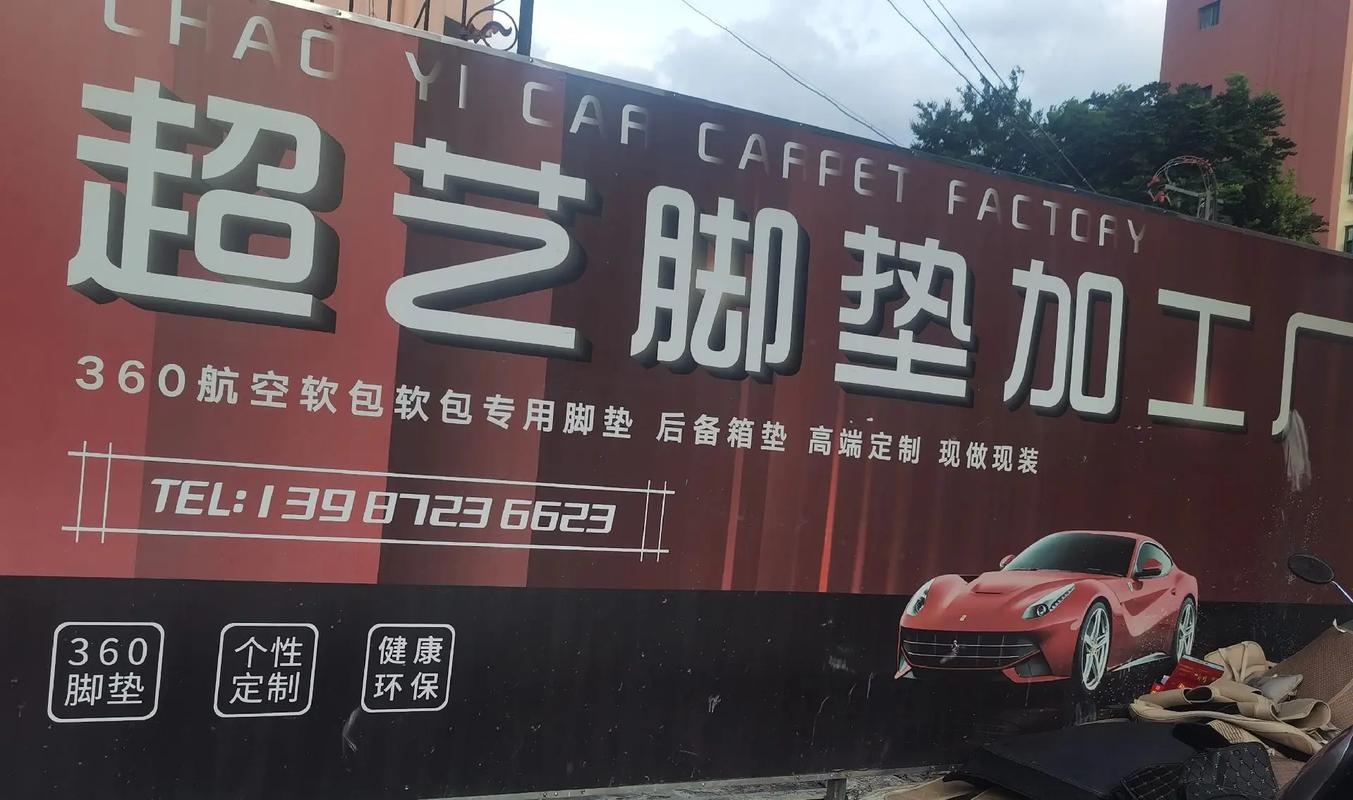 CHAO YI CAR CARPET FACTORY
超艺脚垫加工厂
360航空软包软包专用脚垫 后备箱垫 高端定制 现做现装
TEL:139 8723 6623
360
脚垫
个性
定制
健康
环保